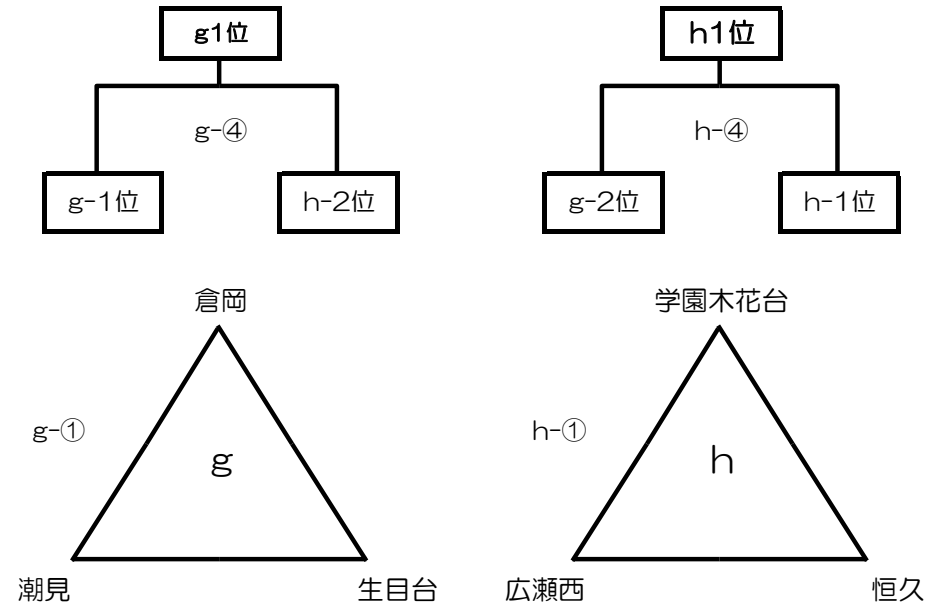 g1位
h1位
g-④
h-④
g-1位
h-2位
g-2位
h-1位
倉岡
学園木花台
g-①
h-①
g
h
潮見
生目台
広瀬西
恒久